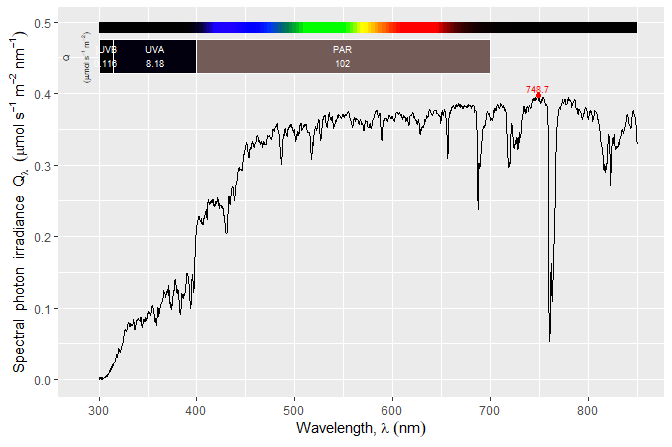 0.5
0.4
0.3
0.2
0.1
0.0
Spectral photon irradiance Qλ (μmol s⁻¹ m⁻² nm⁻¹)
Q
(μmol s⁻¹ m⁻²)
UVB
.116
UVA
8.18
PAR
102
748.7
300 400 500 600 700 800
Wavelength, λ (nm)